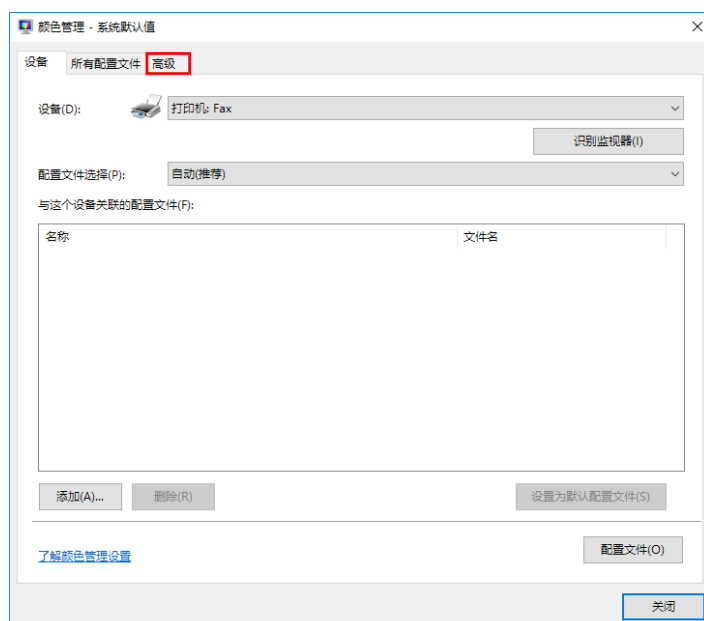 颜色管理 - 系统默认值
设备 所有配置文件 高级
设备(D): 打印机: Fax
识别监视器(I)
配置文件选择(P): 自动(推荐)
与这个设备关联的配置文件(F):
名称 文件名
添加(A)... 删除(R) 设置为默认配置文件(S)
了解颜色管理设置 配置文件(O)
关闭